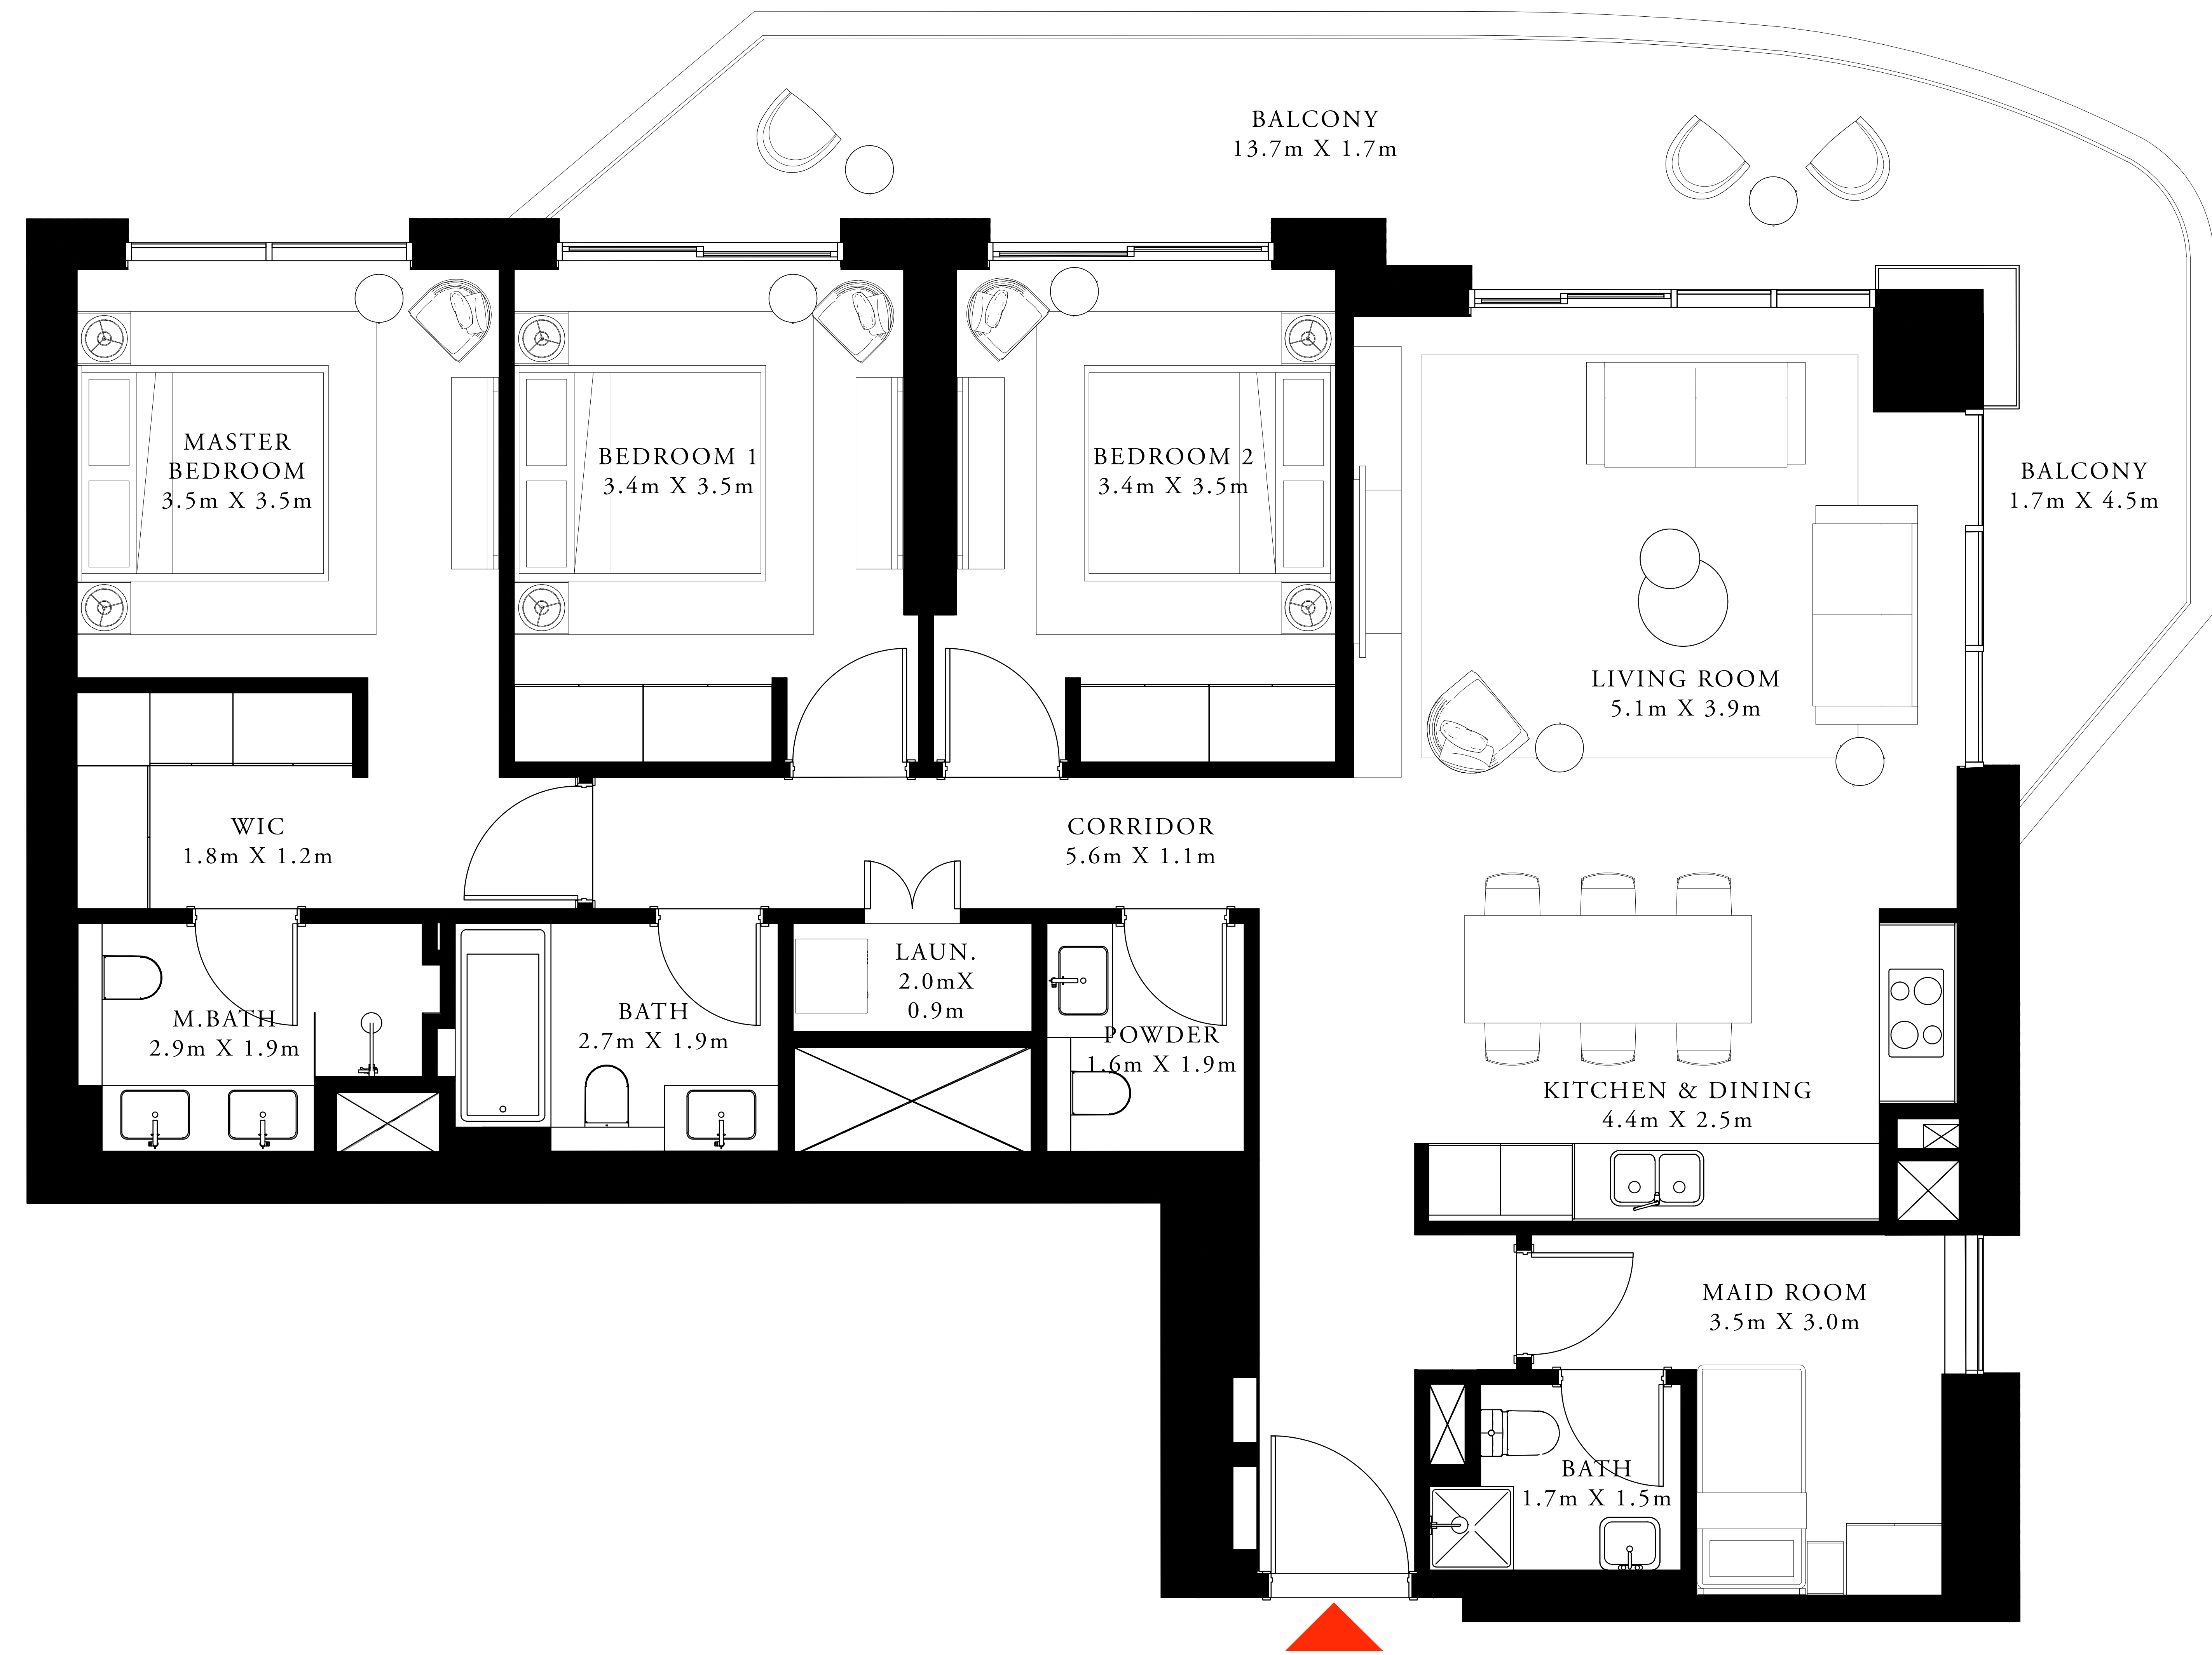 BALCONY
13.7m X 1.7m
MASTER
BEDROOM
3.5m X 3.5m
BEDROOM 1
3.4m X 3.5m
BEDROOM 2
3.4m X 3.5m
BALCONY
1.7m X 4.5m
LIVING ROOM
5.1m X 3.9m
WIC
1.8m X 1.2m
CORRIDOR
5.6m X 1.1m
M.BATH
2.9m X 1.9m
BATH
2.7m X 1.9m
LAUN.
2.0mX
0.9m
POWDER
1.6m X 1.9m
KITCHEN & DINING
4.4m X 2.5m
MAID ROOM
3.5m X 3.0m
BATH
1.7m X 1.5m